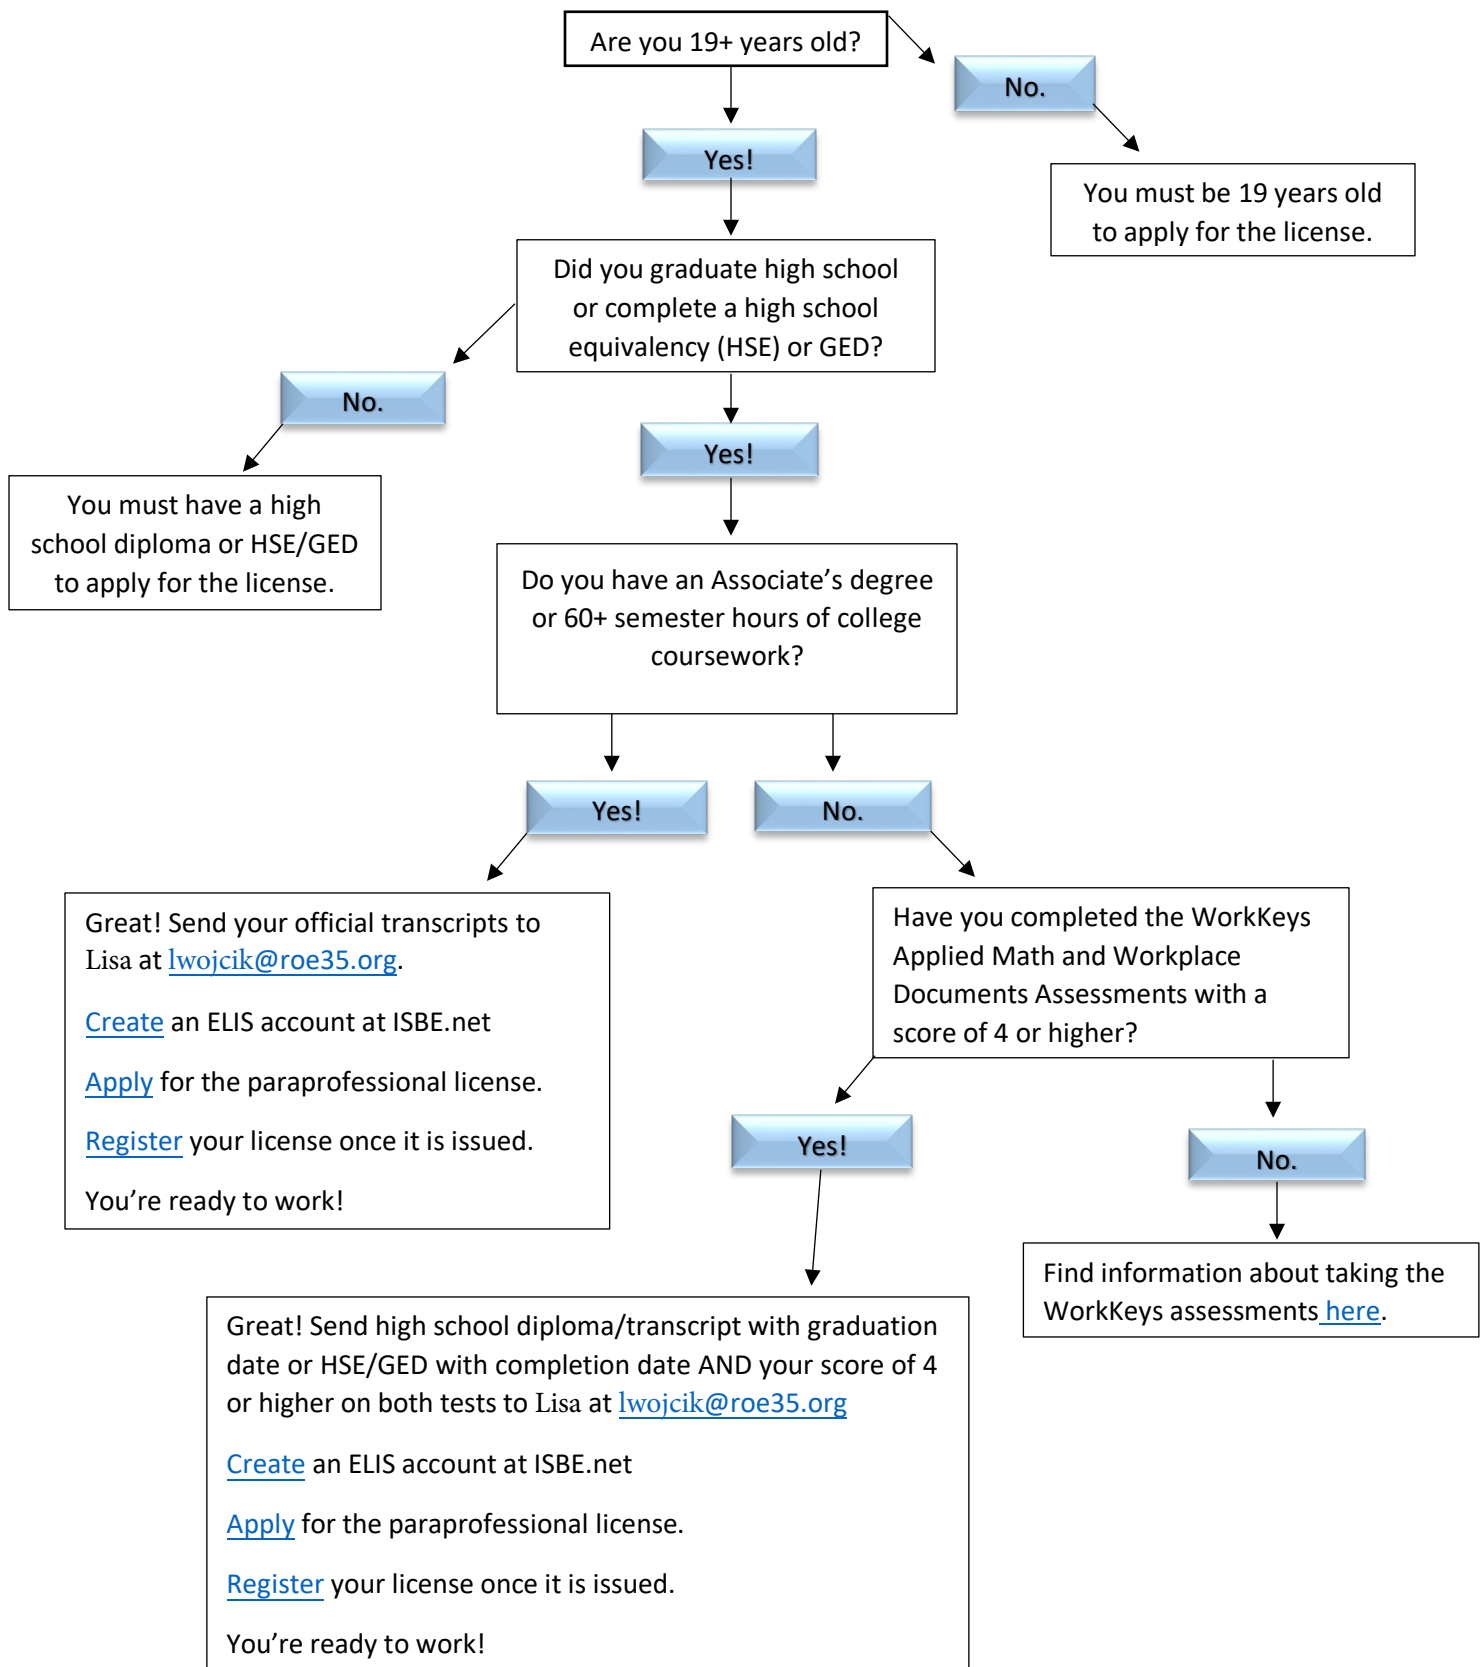 Are you 19+ years old?
No.
Yes!
You must be 19 years old
to apply for the license.
Did you graduate high school
or complete a high school
equivalency (HSE) or GED?
No.
Yes!
You must have a high
school diploma or HSE/GED
to apply for the license.
Do you have an Associate’s degree
or 60+ semester hours of college
coursework?
Yes!
No.
Great! Send your official transcripts to
Lisa at lwojcik@roe35.org.
Create an ELIS account at ISBE.net
Apply for the paraprofessional license.
Register your license once it is issued.
You’re ready to work!
Have you completed the WorkKeys
Applied Math and Workplace
Documents Assessments with a
score of 4 or higher?
Yes!
No.
Find information about taking the
WorkKeys assessments here.
Great! Send high school diploma/transcript with graduation
date or HSE/GED with completion date AND your score of 4
or higher on both tests to Lisa at lwojcik@roe35.org
Create an ELIS account at ISBE.net
Apply for the paraprofessional license.
Register your license once it is issued.
You’re ready to work!